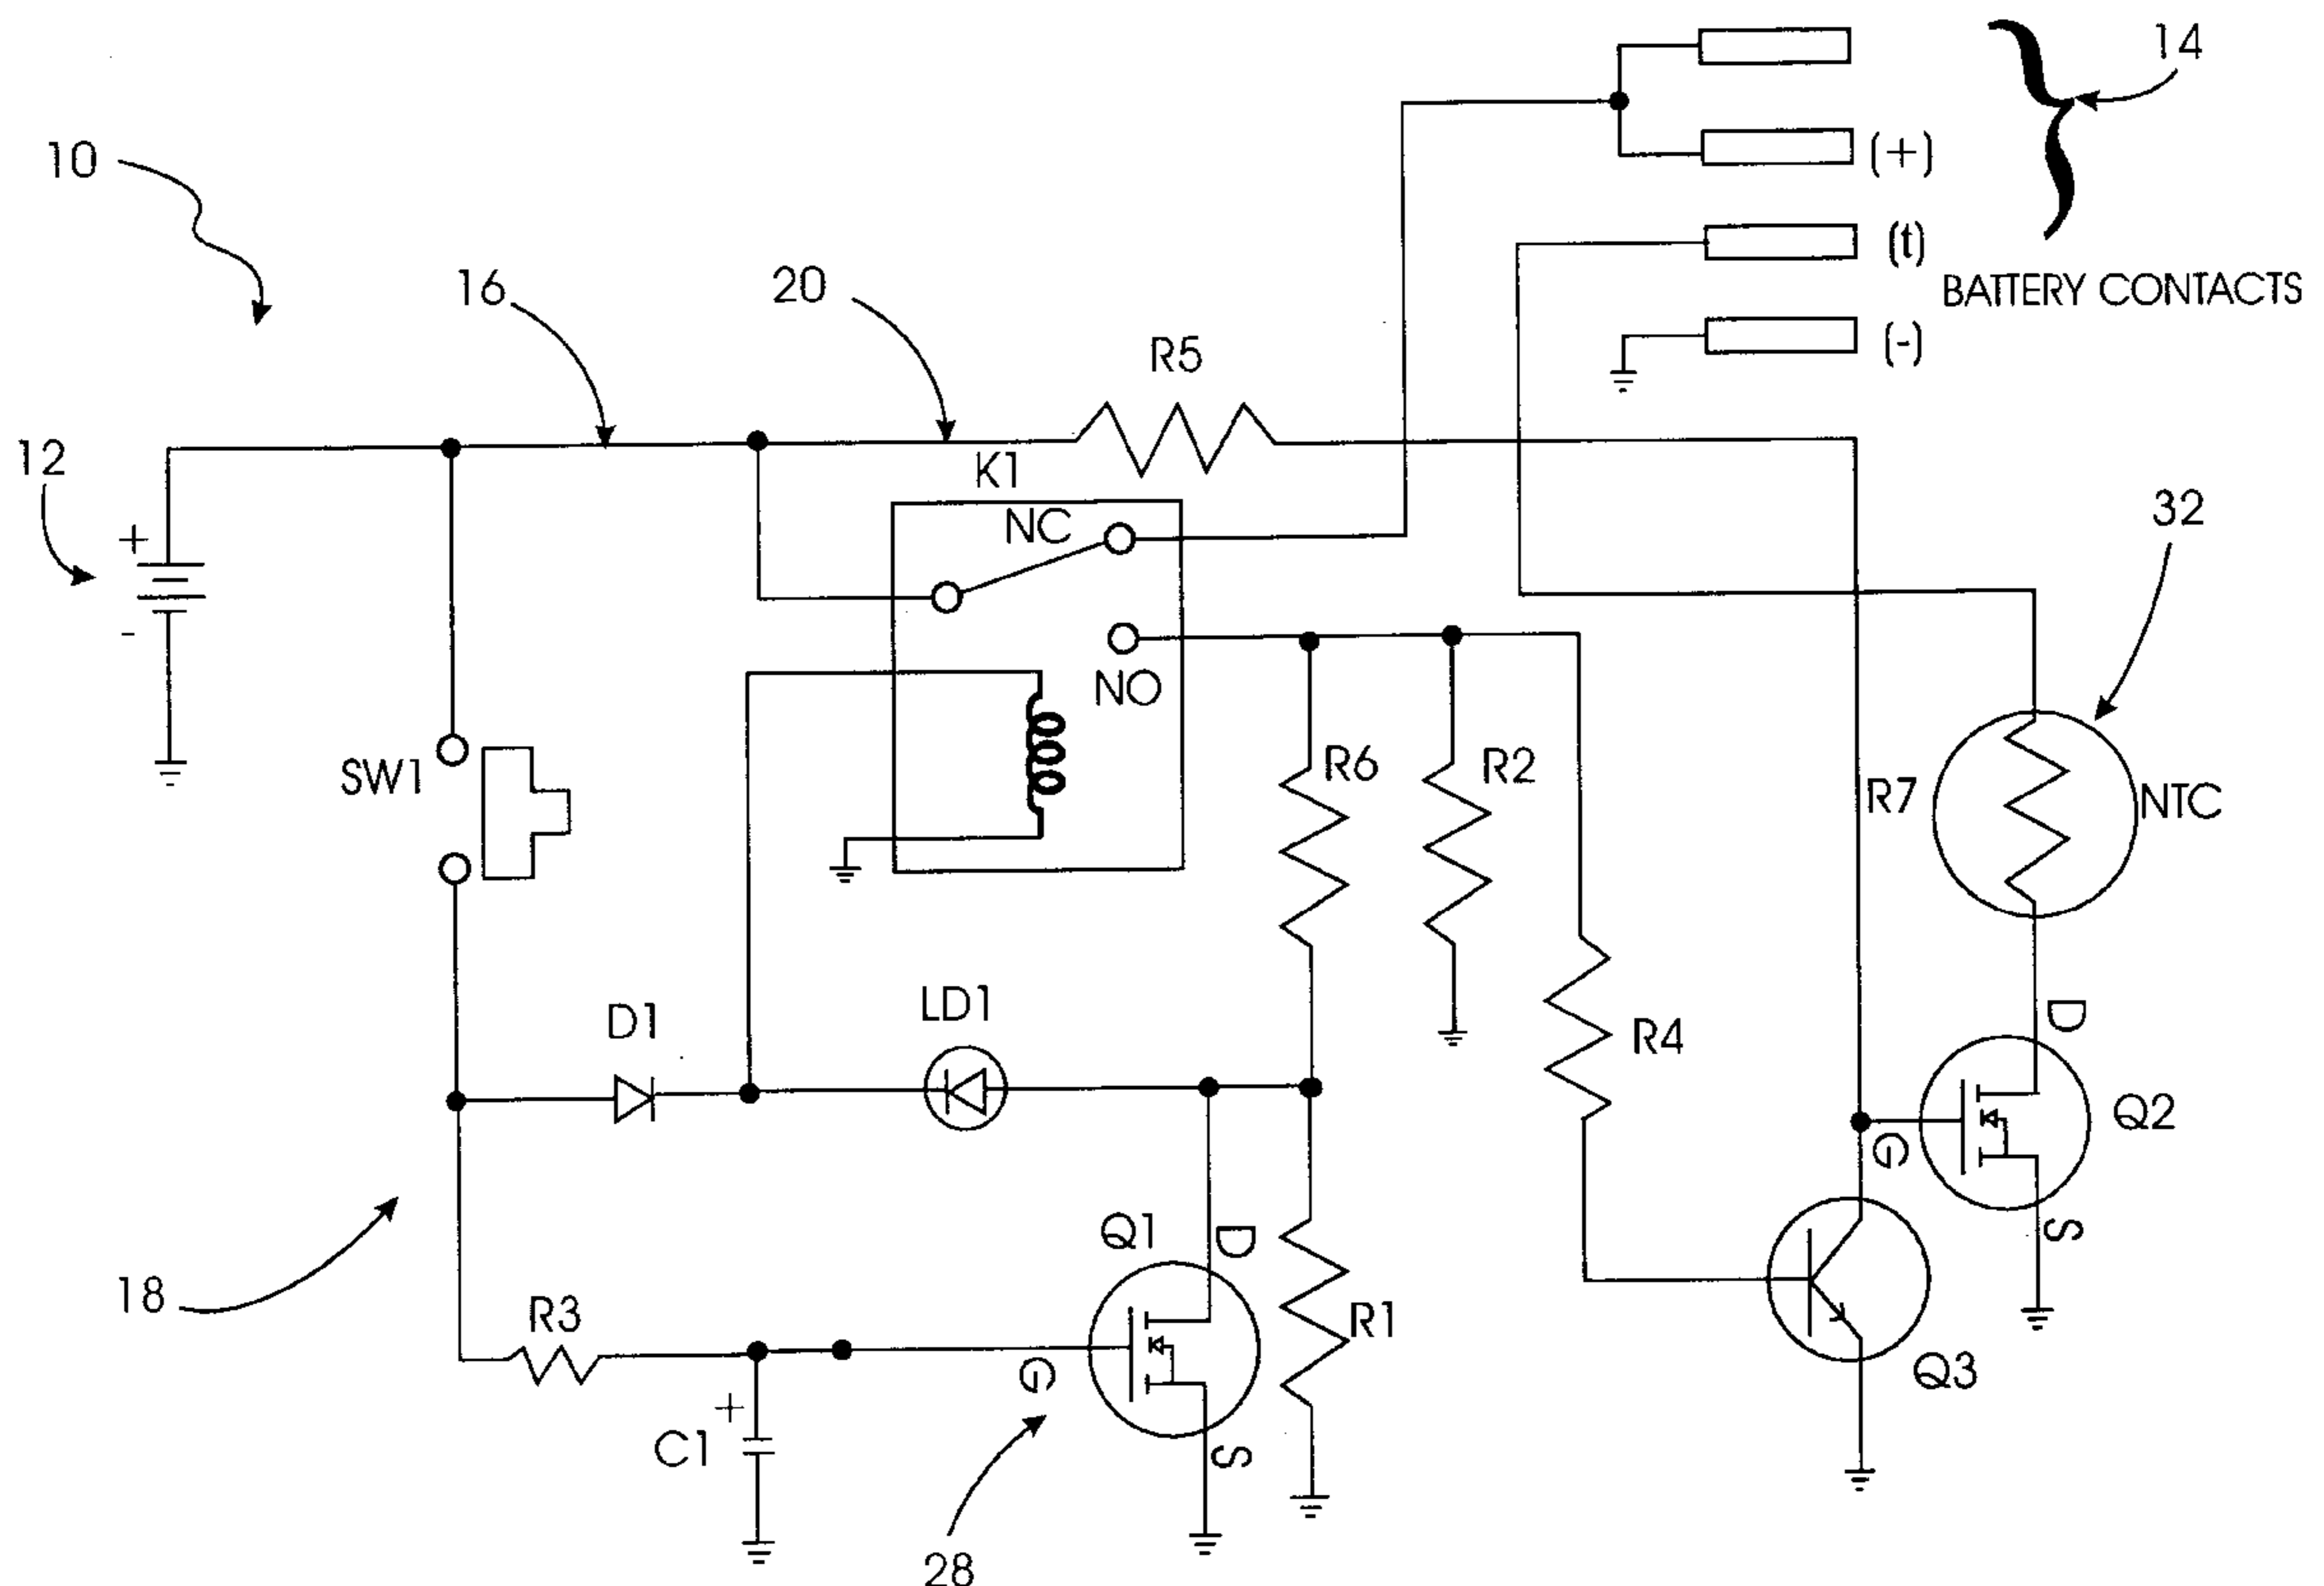 14
10
(+)
(t)
BATTERY CONTACTS
(-)
16
20
R5
12
K1
NC
32
+
-
NO
SW1
R6
R2
R7
NTC
D1
LD1
R4
D
Q2
G
S
18
Q1
D
R3
R1
G
Q3
+
C1
S
28